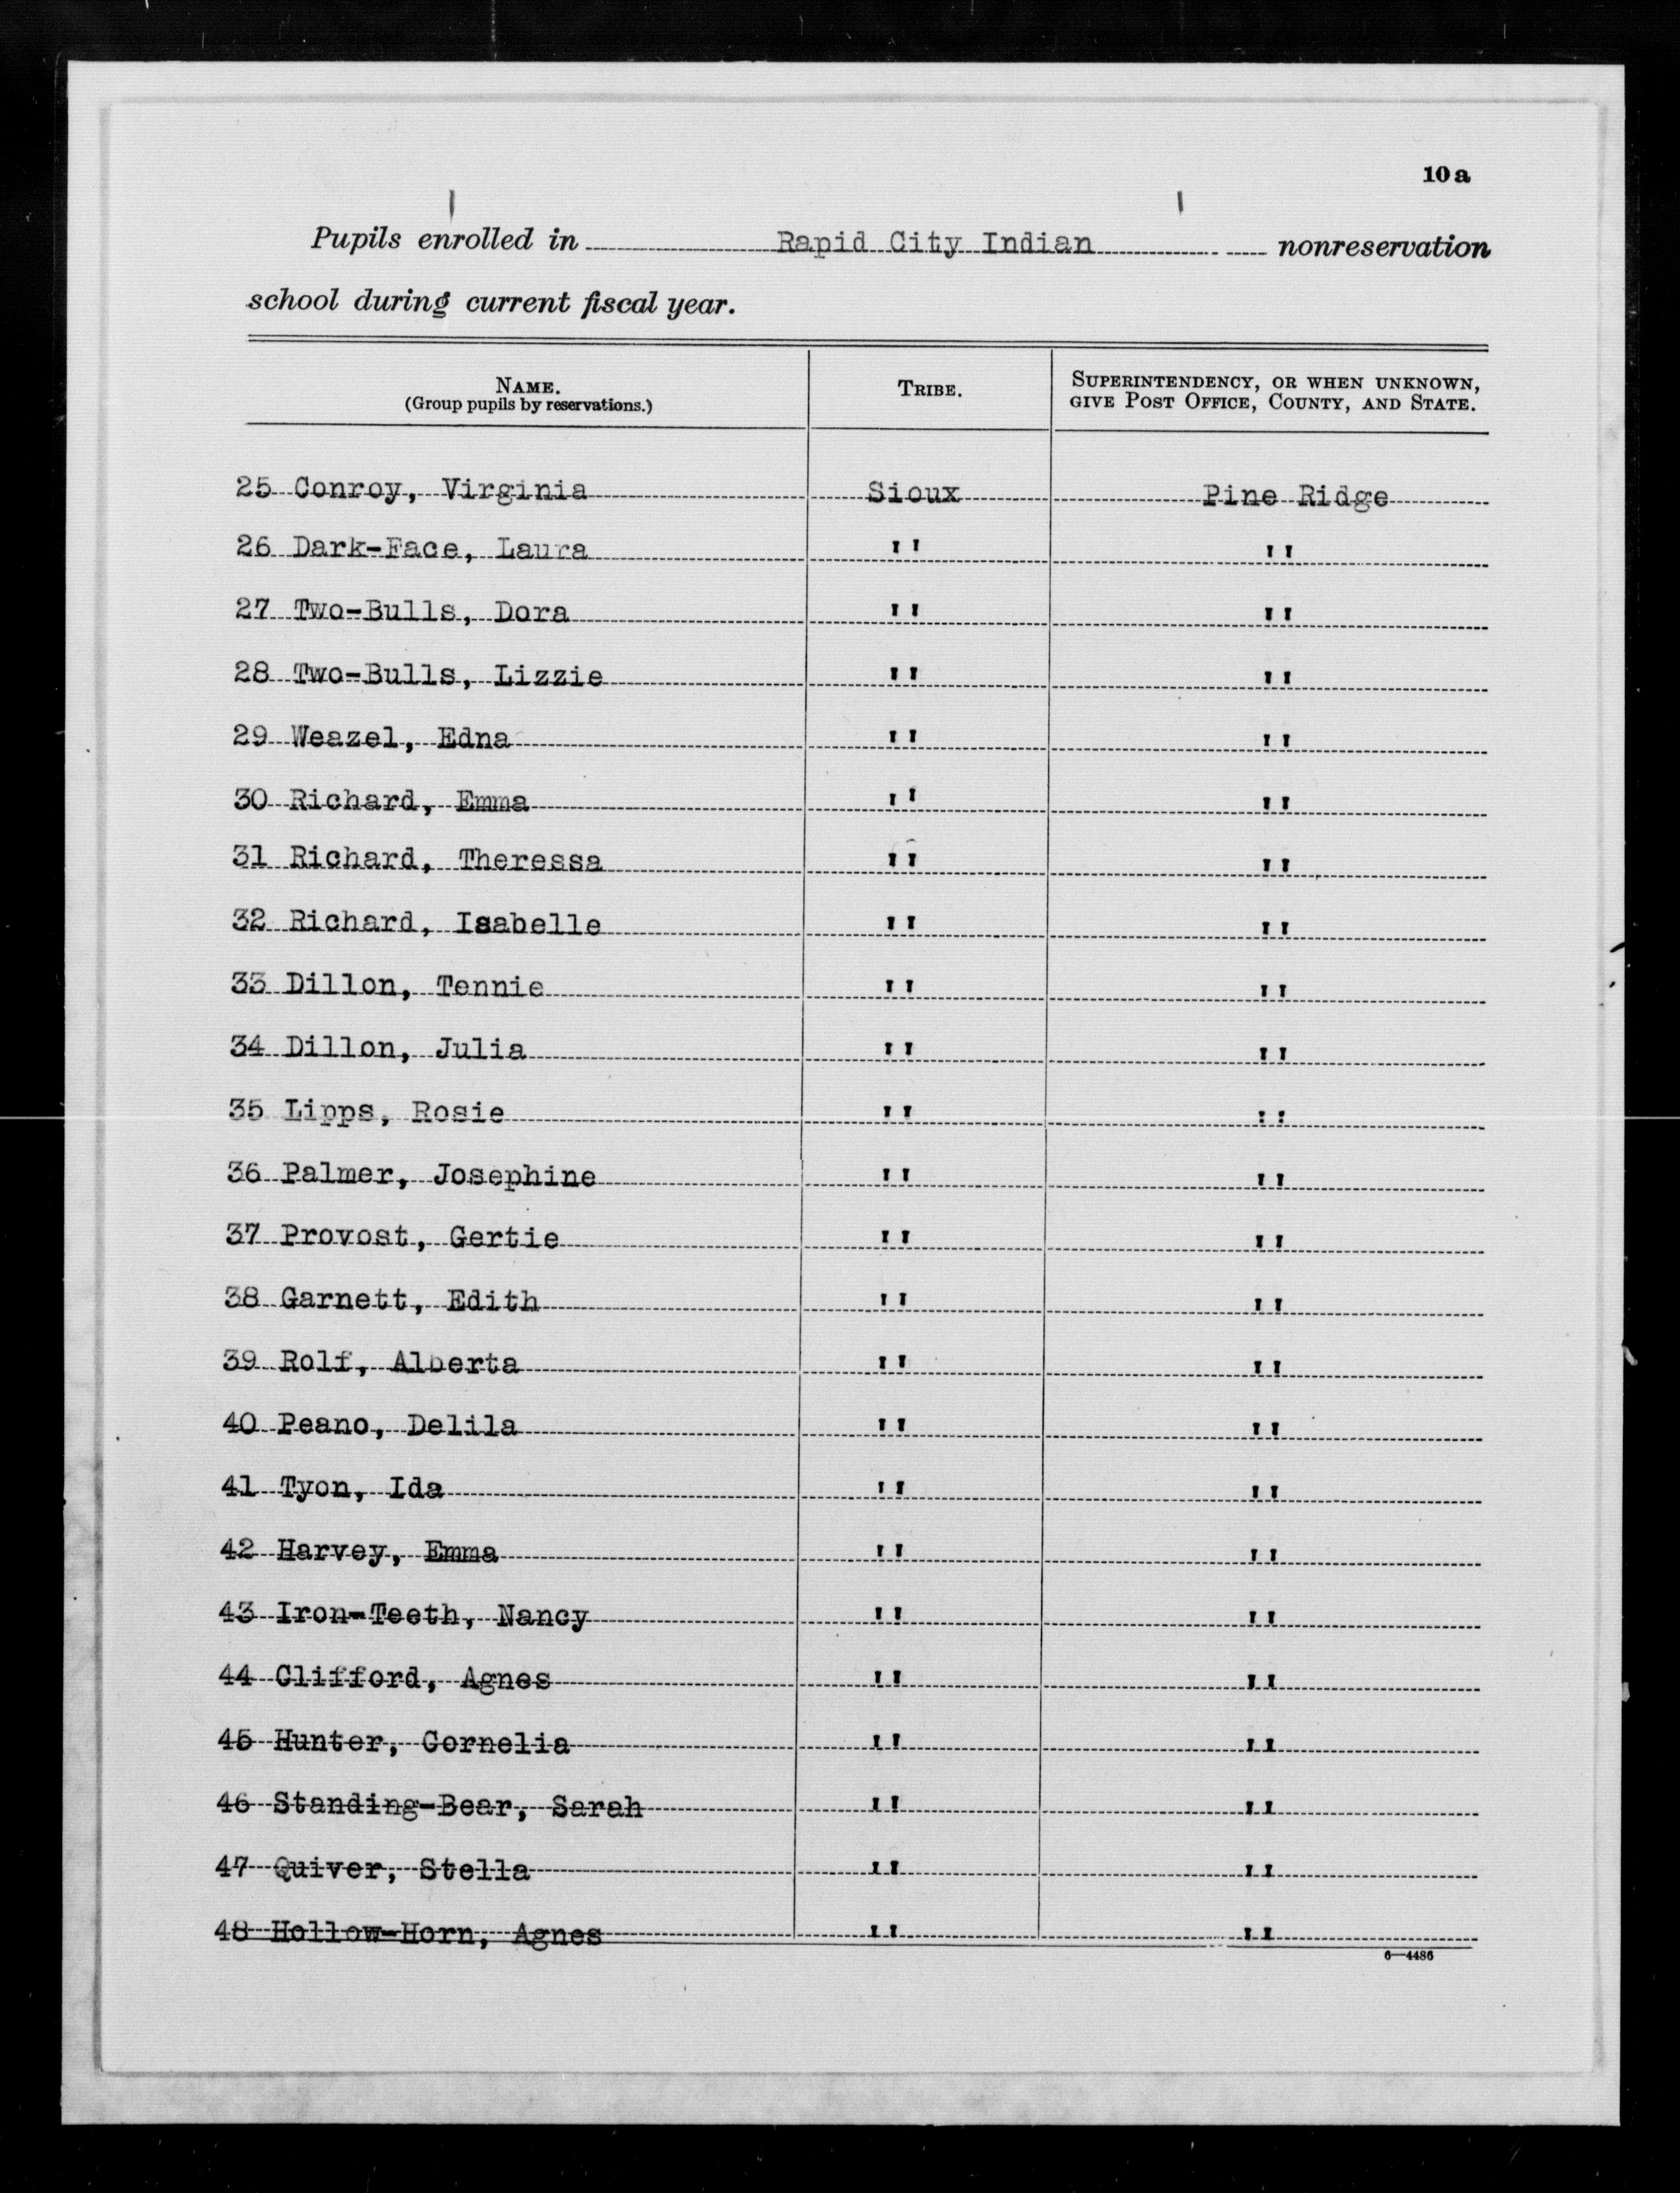 10a
Pupils enrolled in Rapid City Indian nonreservation
school during current fiscal year.
NAME. (Group pupils by reservations.) TRIBE. SUPERINTENDENCY, OR WHEN UNKNOWN, GIVE POST OFFICE, COUNTY, AND STATE.
25 Conroy, Virginia Sioux Pine Ridge
26 Dark-Face, Laura " "
27 Two-Bulls, Dora " "
28 Two-Bulls, Lizzie " "
29 Weazel, Edna " "
30 Richard, Emma " "
31 Richard, Theressa " "
32 Richard, Isabelle " "
33 Dillon, Tennie " "
34 Dillon, Julia " "
35 Lipps, Rosie " "
36 Palmer, Josephine " "
37 Provost, Gertie " "
38 Garnett, Edith " "
39 Rolf, Alberta " "
40 Peano, Delila " "
41 Tyon, Ida " "
42 Harvey, Emma " "
43 Iron-Teeth, Nancy " "
44 Clifford, Agnes " "
45 Hunter, Cornelia " "
46 Standing-Bear, Sarah " "
47 Quiver, Stella " "
48 Hollow-Horn, Agnes " "
6—4486